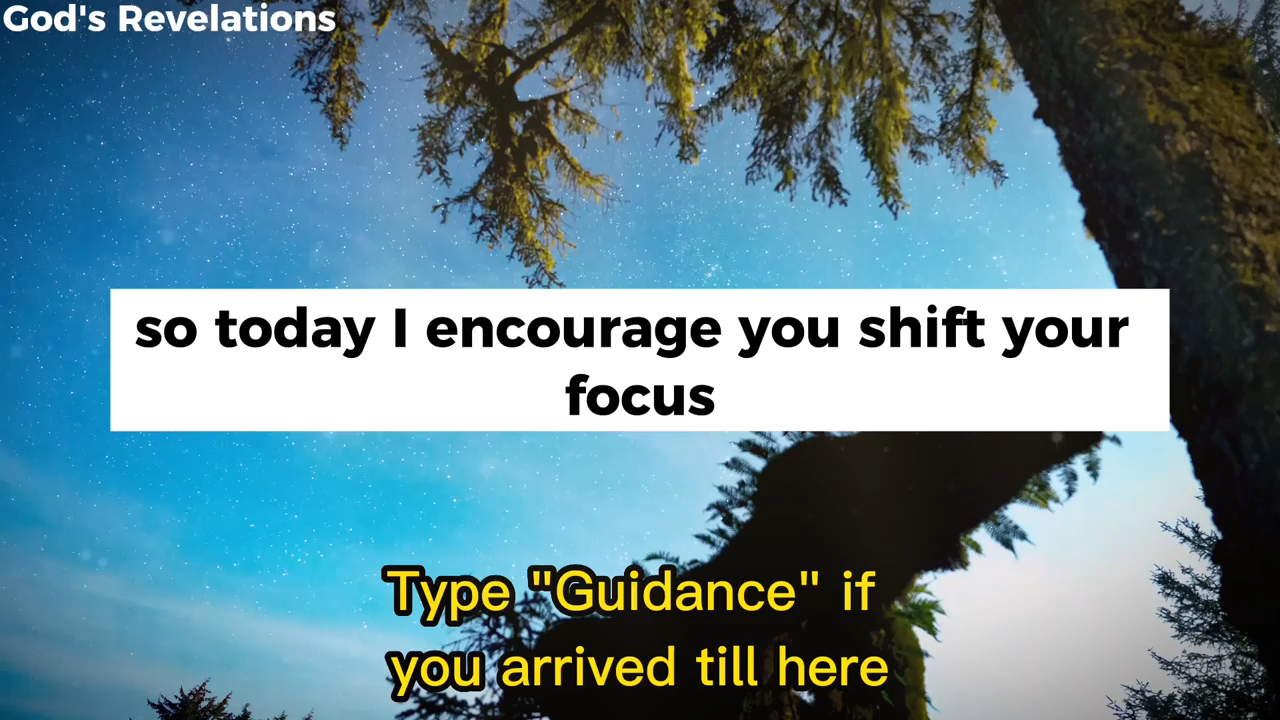 God's Revelations
so today I encourage you shift your
focus
Type "Guidance" if
you arrived till here